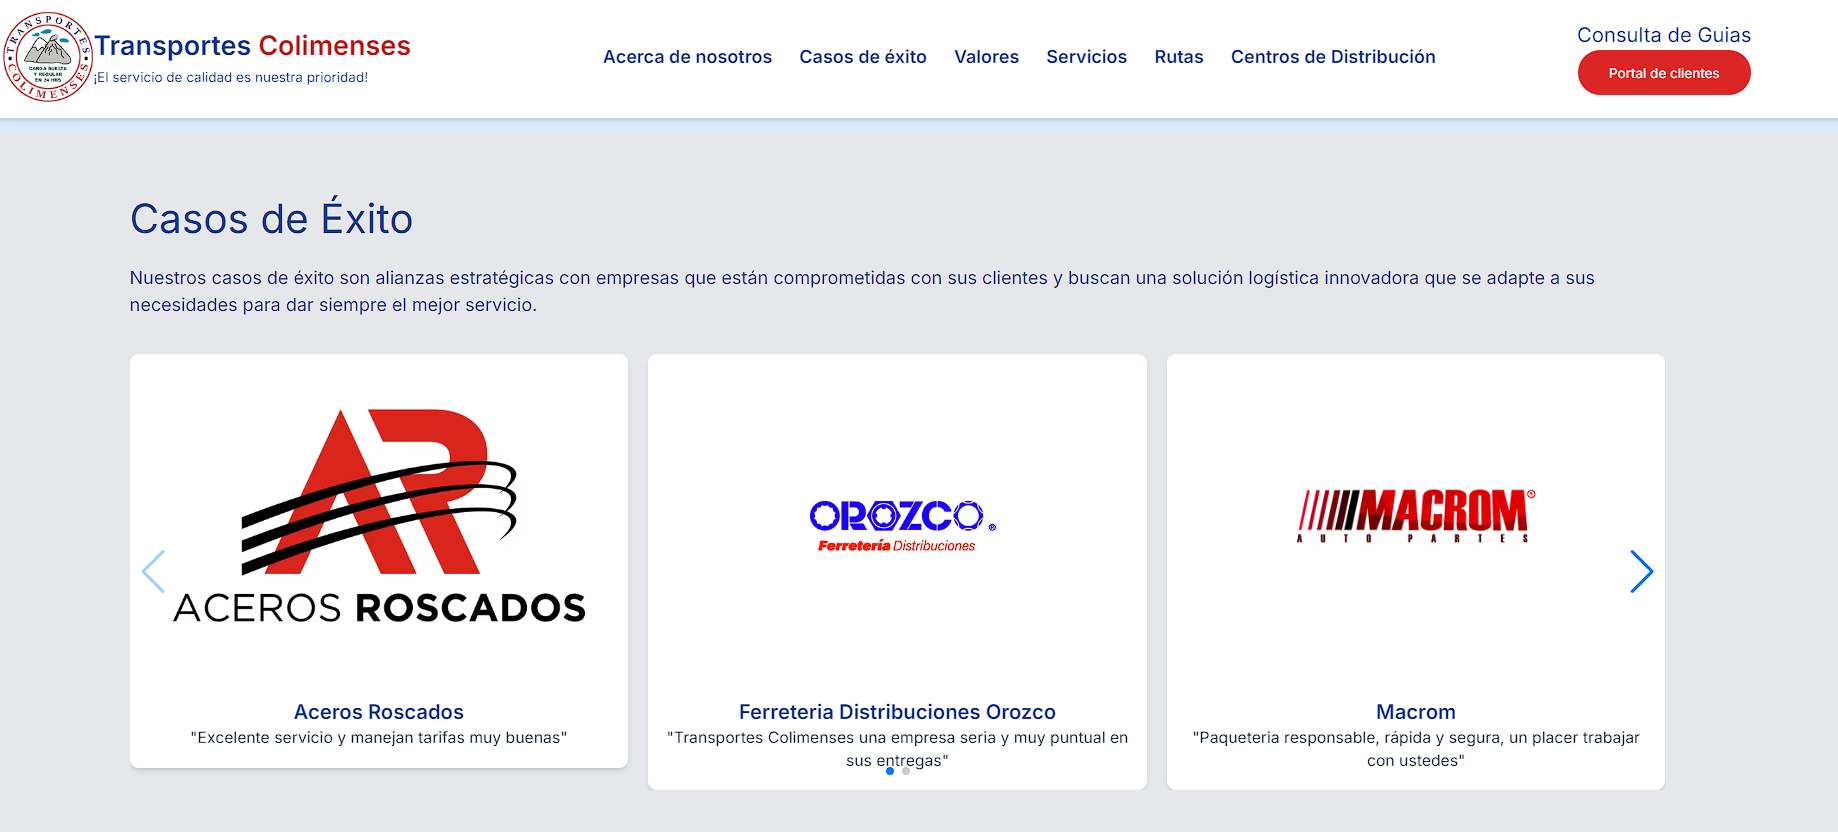 TRANSPORTES COLIMENSES
CARGA SUELTA
Y REGULAR
EN 24 HRS
Transportes Colimenses
¡El servicio de calidad es nuestra prioridad!
Acerca de nosotros
Casos de éxito
Valores
Servicios
Rutas
Centros de Distribución
Consulta de Guias
Portal de clientes
Casos de Éxito
Nuestros casos de éxito son alianzas estratégicas con empresas que están comprometidas con sus clientes y buscan una solución logística innovadora que se adapte a sus
necesidades para dar siempre el mejor servicio.
AR
ACEROS ROSCADOS
Aceros Roscados
"Excelente servicio y manejan tarifas muy buenas"
OROZCO®
Ferretería Distribuciones
Ferreteria Distribuciones Orozco
"Transportes Colimenses una empresa seria y muy puntual en
sus entregas"
MACROM®
AUTO PARTES
Macrom
"Paqueteria responsable, rápida y segura, un placer trabajar
con ustedes"